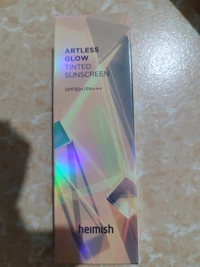 ARTLESS
GLOW
TINTED
SUNSCREEN
SPF50+/PA+++
heimish